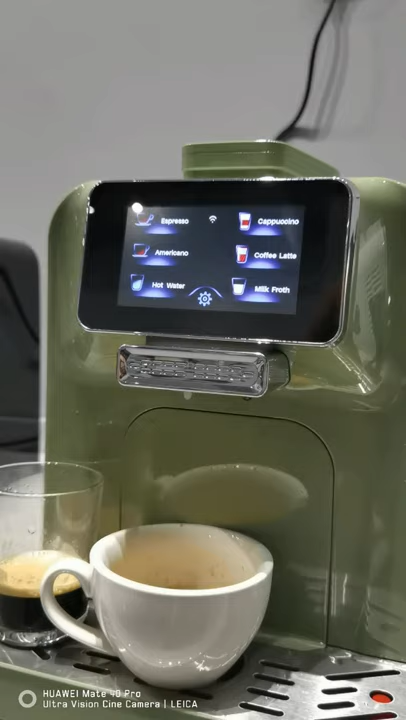 Espresso
Cappuccino
Americano
Coffee Latte
Hot Water
Milk Froth
HUAWEI Mate 40 Pro
Ultra Vision Cine Camera | LEICA